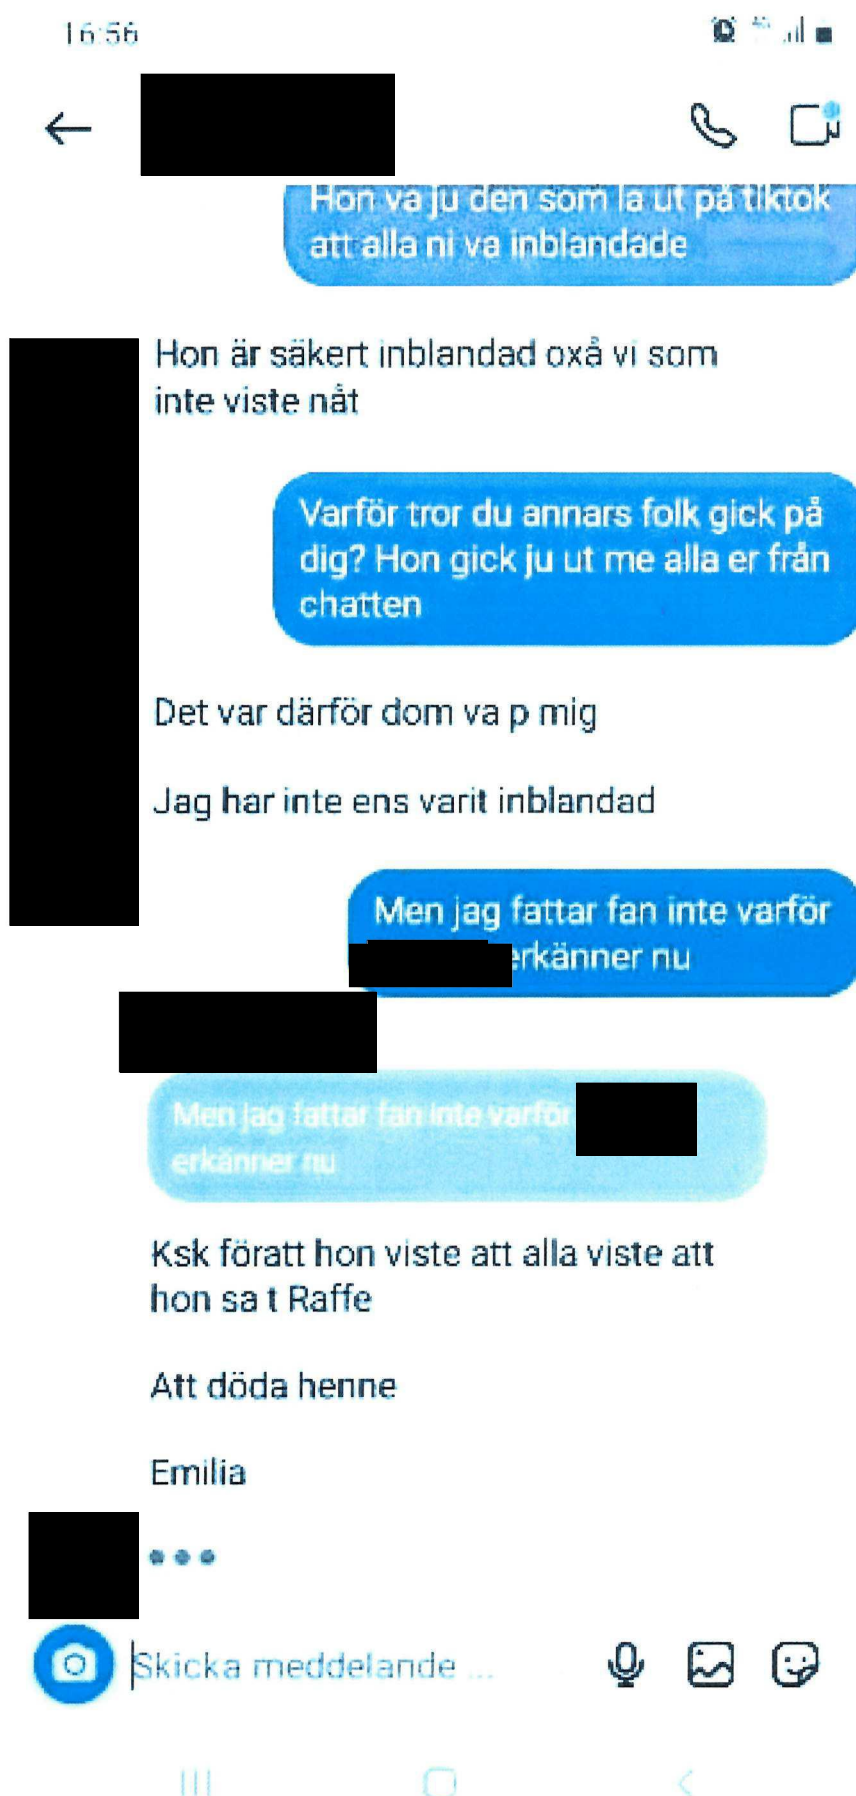 16:56
Hon va ju den som la ut på tiktok
att alla ni va inblandade
Hon är säkert inblandad oxå vi som
inte viste nåt
Varför tror du annars folk gick på
dig? Hon gick ju ut me alla er från
chatten
Det var därför dom va p mig
Jag har inte ens varit inblandad
Men jag fattar fan inte varför
erkänner nu
Men jag fattar fan inte varför
erkänner nu
Ksk föratt hon viste att alla viste att
hon sa t Raffe
Att döda henne
Emilia
Skicka meddelande ...